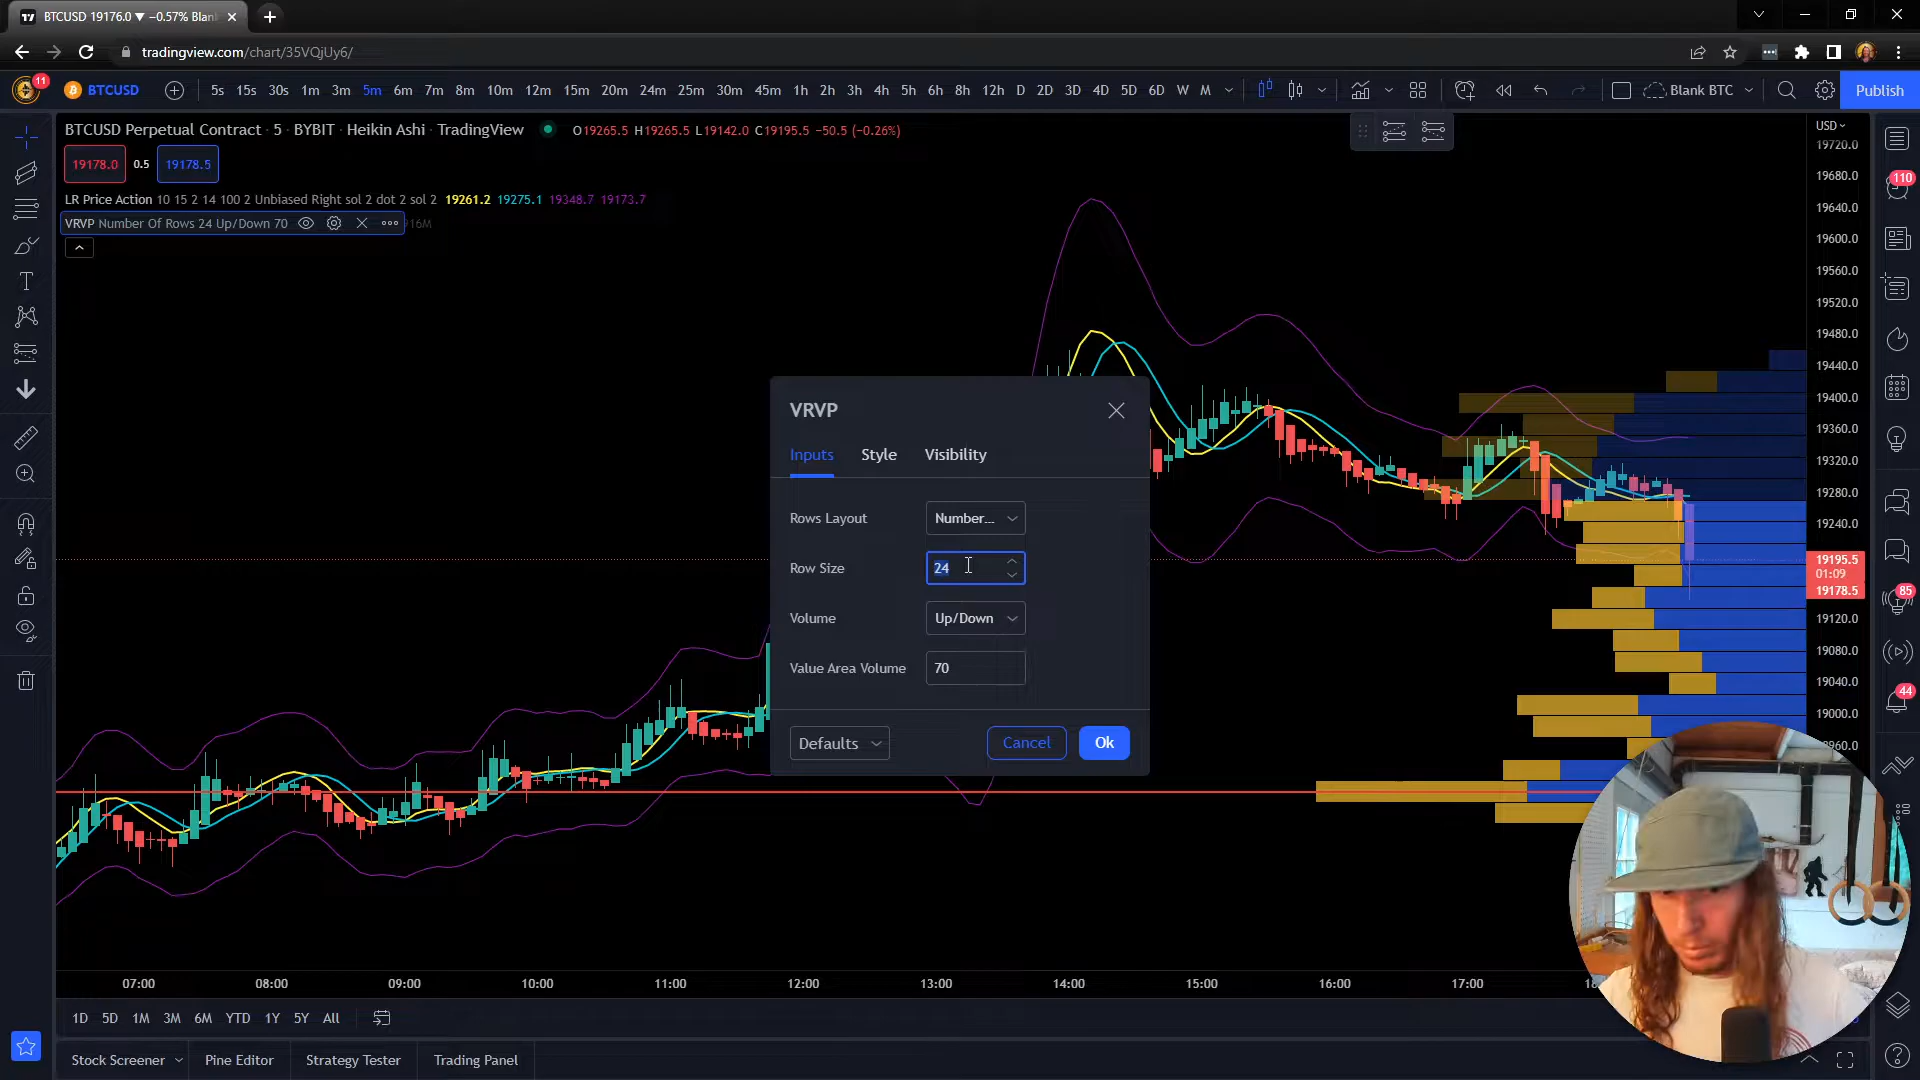 BTCUSD 19176.0 ▼ −0.57% Blan
tradingview.com/chart/35VQjUy6/
11
BTCUSD
5s 15s 30s 1m 3m 5m 6m 7m 8m 10m 12m 15m 20m 24m 25m 30m 45m 1h 2h 3h 4h 5h 6h 8h 12h D 2D 3D 4D 5D 6D W M
Blank BTC
Publish
BTCUSD Perpetual Contract · 5 · BYBIT · Heikin Ashi · TradingView
O19265.5 H19265.5 L19142.0 C19195.5 −50.5 (−0.26%)
19178.0 0.5 19178.5
LR Price Action 10 15 2 14 100 2 Unbiased Right sol 2 dot 2 sol 2 19261.2 19275.1 19348.7 19173.7
VRVP Number Of Rows 24 Up/Down 70
USD
19720.0
19680.0
19640.0
19600.0
19560.0
19520.0
19480.0
19440.0
19400.0
19360.0
19320.0
19280.0
19240.0
19195.5
01:09
19178.5
19120.0
19080.0
19040.0
19000.0
110
85
44
VRVP
Inputs Style Visibility
Rows Layout Number...
Row Size 24
Volume Up/Down
Value Area Volume 70
Defaults Cancel Ok
07:00 08:00 09:00 10:00 11:00 12:00 13:00 14:00 15:00 16:00 17:00
1D 5D 1M 3M 6M YTD 1Y 5Y All
Stock Screener Pine Editor Strategy Tester Trading Panel